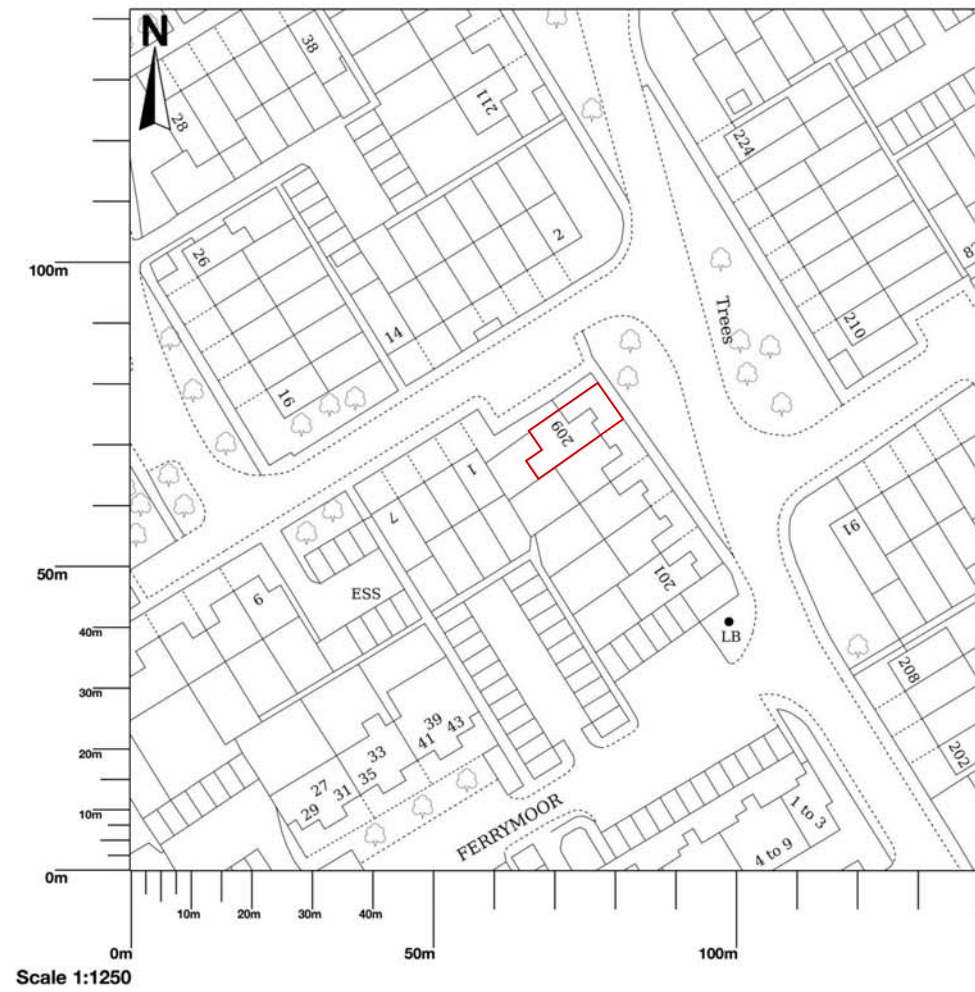 N
38
28
211
224
26
2
8
100m
Trees
210
14
16
209
1
7
91
50m
ESS
201
6
40m
LB
208
30m
39
43
41
33
202
20m
35
27
31
29
1 to 3
10m
FERRYMOOR
4 to 9
0m
10m
20m
30m
40m
0m
50m
100m
Scale 1:1250